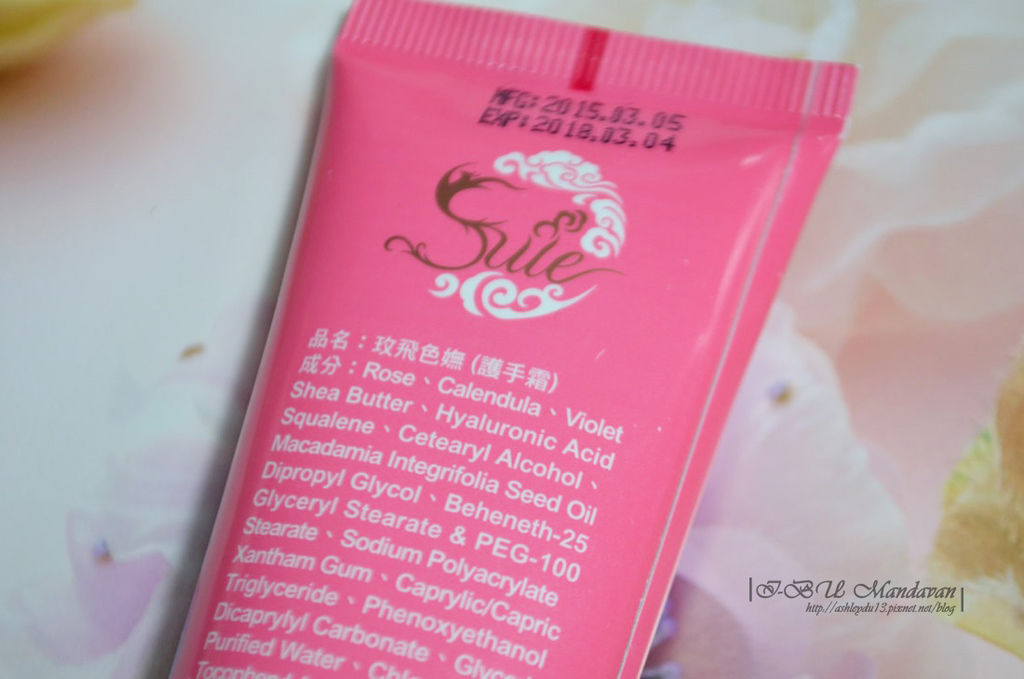 MFG:2015.03.05
EXP:2018.03.04
Sule
品名：玫飛色嫵 (護手霜)
成分：Rose、Calendula、Violet
Shea Butter、Hyaluronic Acid
Squalene、Cetearyl Alcohol、
Macadamia Integrifolia Seed Oil
Dipropyl Glycol、Beheneth-25
Glyceryl Stearate & PEG-100
Stearate、Sodium Polyacrylate
Xantham Gum、Caprylic/Capric
Triglyceride、Phenoxyethanol
Dicaprylyl Carbonate、
Purified Water、
I-BU Mandavan
http://ashleydu13.pixnet.net/blog